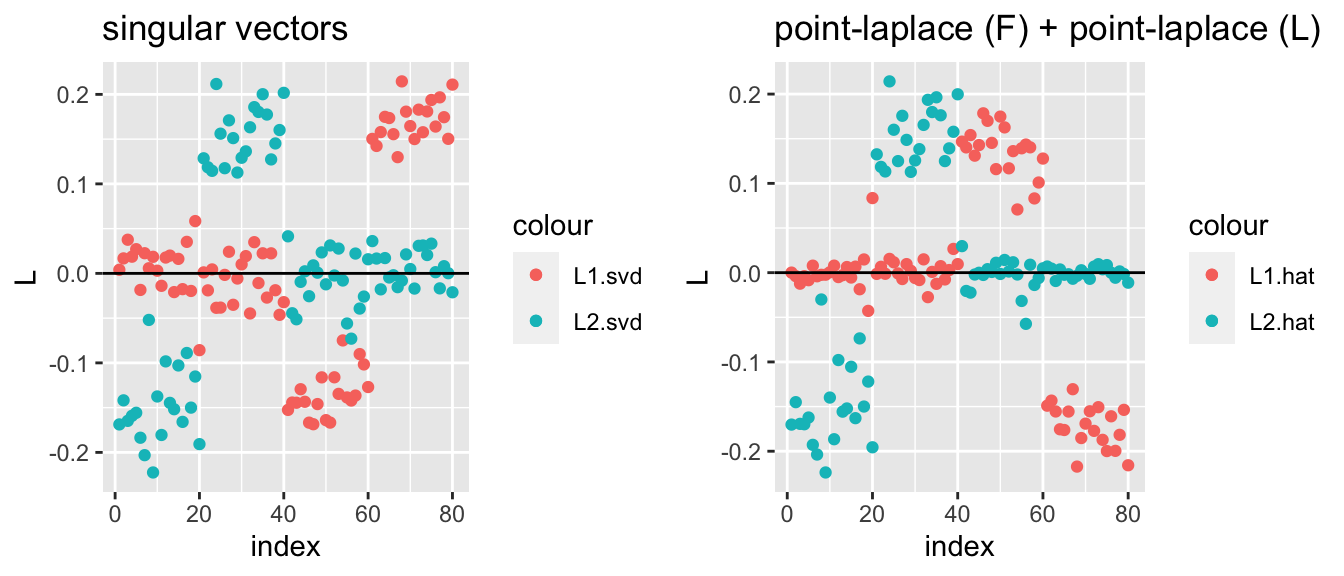 singular vectors
0.2
0.1
0.0
-0.1
-0.2
L
0 20 40 60 80
index
colour
L1.svd
L2.svd
point-laplace (F) + point-laplace (L)
0.2
0.1
0.0
-0.1
-0.2
L
0 20 40 60 80
index
colour
L1.hat
L2.hat